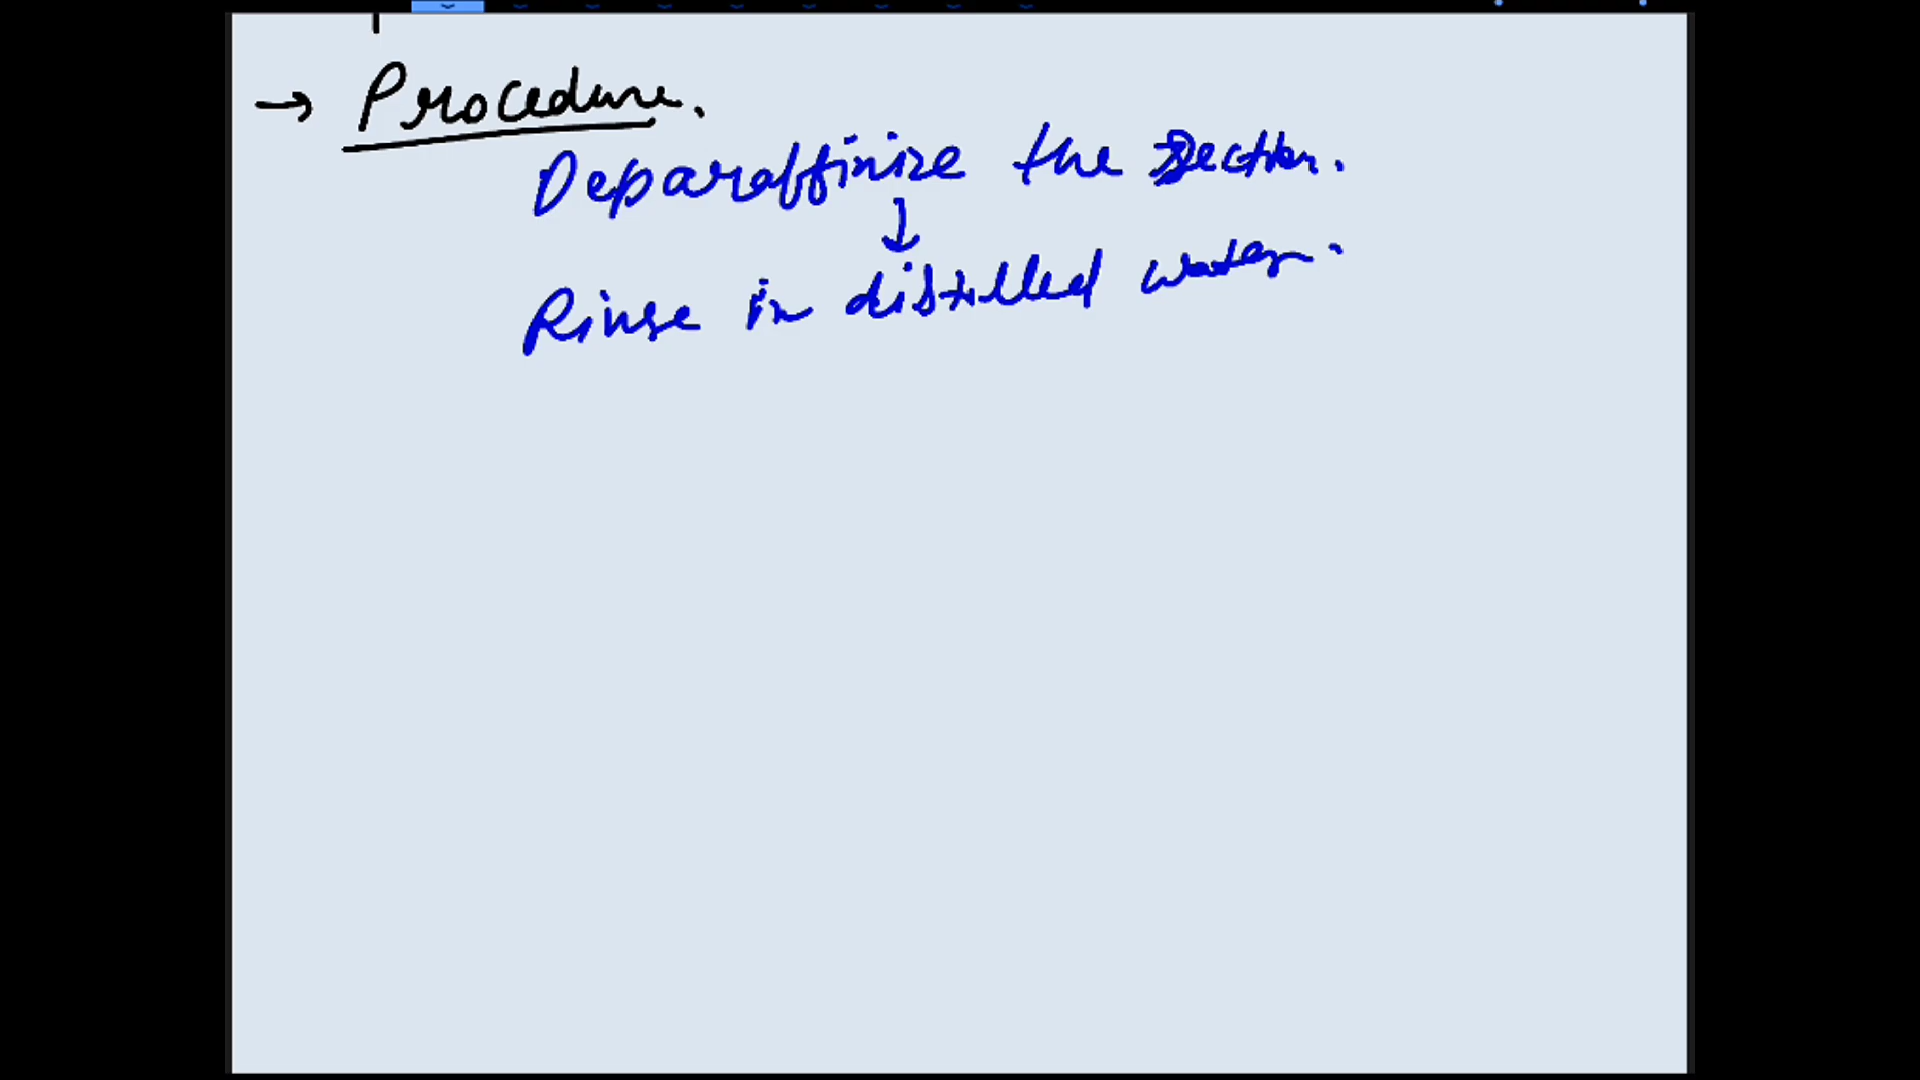 → Procedure.
Deparaffinize the section.
↓
Rinse in distilled water.